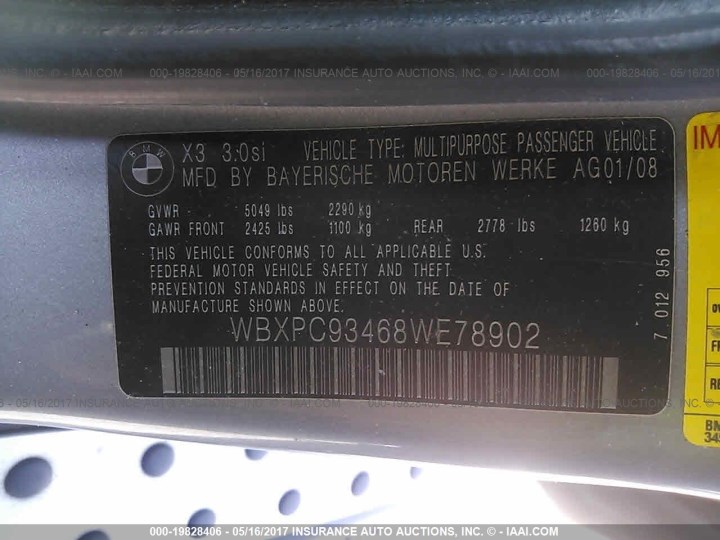 000-19828406 - 05/16/2017 INSURANCE AUTO AUCTIONS, INC. © - IAAI.COM
BMW
X3 3.0si VEHICLE TYPE: MULTIPURPOSE PASSENGER VEHICLE
MFD BY BAYERISCHE MOTOREN WERKE AG01/08
GVWR 5049 lbs 2290 kg
GAWR FRONT 2425 lbs 1100 kg REAR 2778 lbs 1260 kg
THIS VEHICLE CONFORMS TO ALL APPLICABLE U.S.
FEDERAL MOTOR VEHICLE SAFETY AND THEFT
PREVENTION STANDARDS IN EFFECT ON THE DATE OF
MANUFACTURE SHOWN ABOVE.
WBXPC93468WE78902
7 012 956
IM
FR
RE
BM
000-19828406 - 05/16/2017 INSURANCE AUTO AUCTIONS, INC. © - IAAI.COM